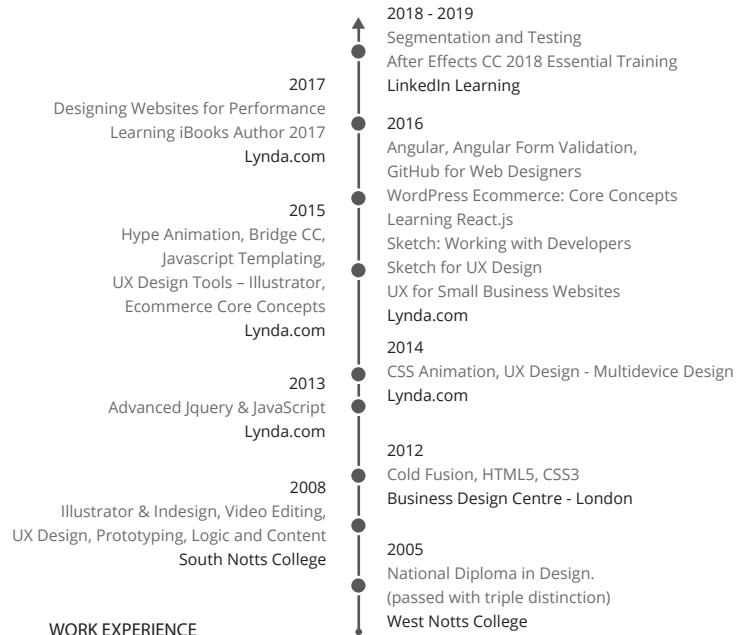 2018 - 2019
Segmentation and Testing
After Effects CC 2018 Essential Training
LinkedIn Learning
2017
Designing Websites for Performance
Learning iBooks Author 2017
Lynda.com
2016
Angular, Angular Form Validation,
GitHub for Web Designers
WordPress Ecommerce: Core Concepts
Learning React.js
Sketch: Working with Developers
Sketch for UX Design
UX for Small Business Websites
Lynda.com
2015
Hype Animation, Bridge CC,
Javascript Templating,
UX Design Tools – Illustrator,
Ecommerce Core Concepts
Lynda.com
2014
CSS Animation, UX Design - Multidevice Design
Lynda.com
2013
Advanced Jquery & JavaScript
Lynda.com
2012
Cold Fusion, HTML5, CSS3
Business Design Centre - London
2008
Illustrator & Indesign, Video Editing,
UX Design, Prototyping, Logic and Content
South Notts College
2005
National Diploma in Design.
(passed with triple distinction)
West Notts College
WORK EXPERIENCE